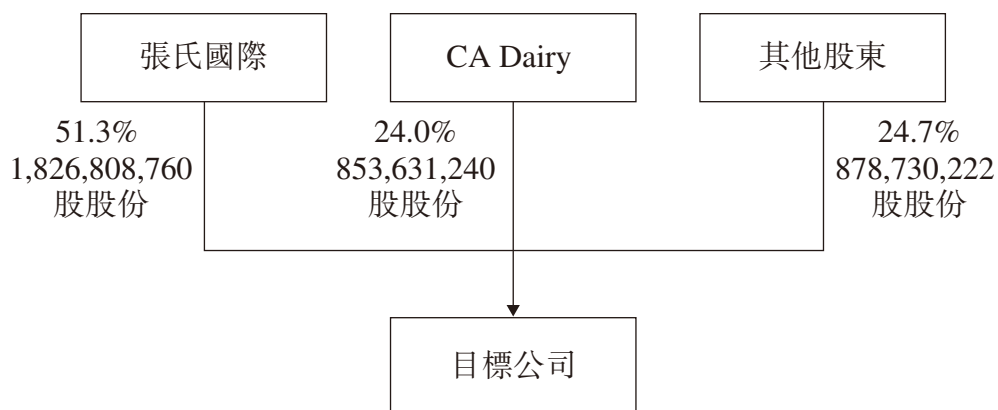 張氏國際
CA Dairy
其他股東
51.3%
1,826,808,760
股股份
24.0%
853,631,240
股股份
24.7%
878,730,222
股股份
目標公司